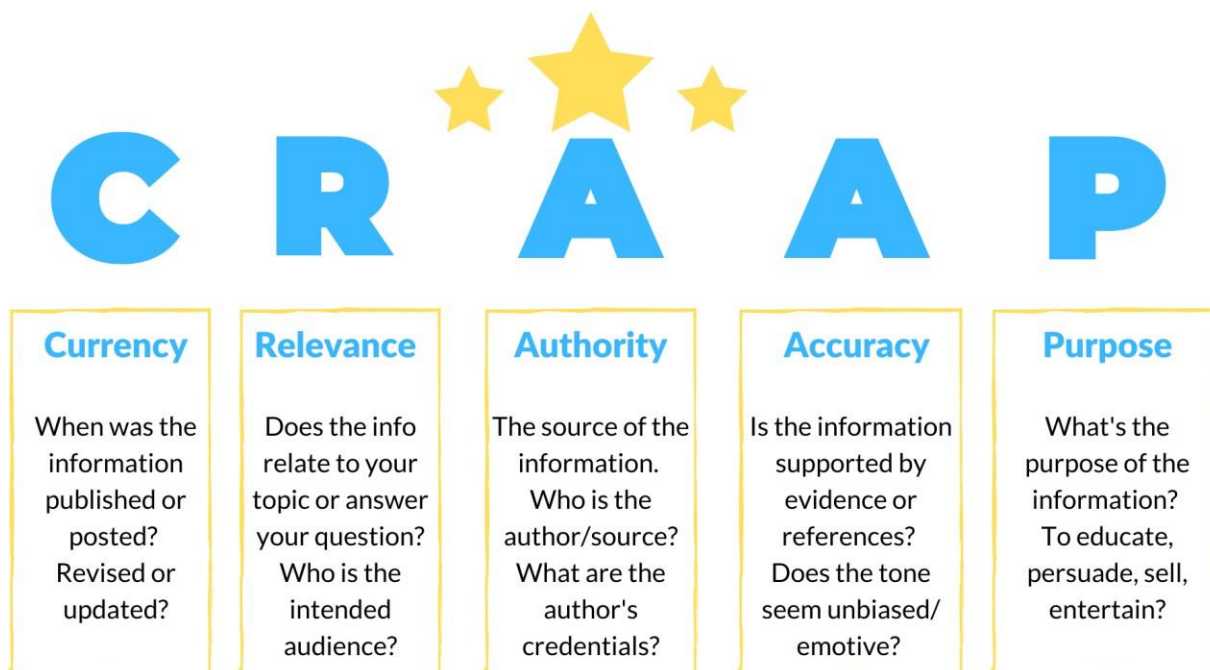 C R A A P
Currency
When was the
information
published or
posted?
Revised or
updated?
Relevance
Does the info
relate to your
topic or answer
your question?
Who is the
intended
audience?
Authority
The source of the
information.
Who is the
author/source?
What are the
author's
credentials?
Accuracy
Is the information
supported by
evidence or
references?
Does the tone
seem unbiased/
emotive?
Purpose
What's the
purpose of the
information?
To educate,
persuade, sell,
entertain?